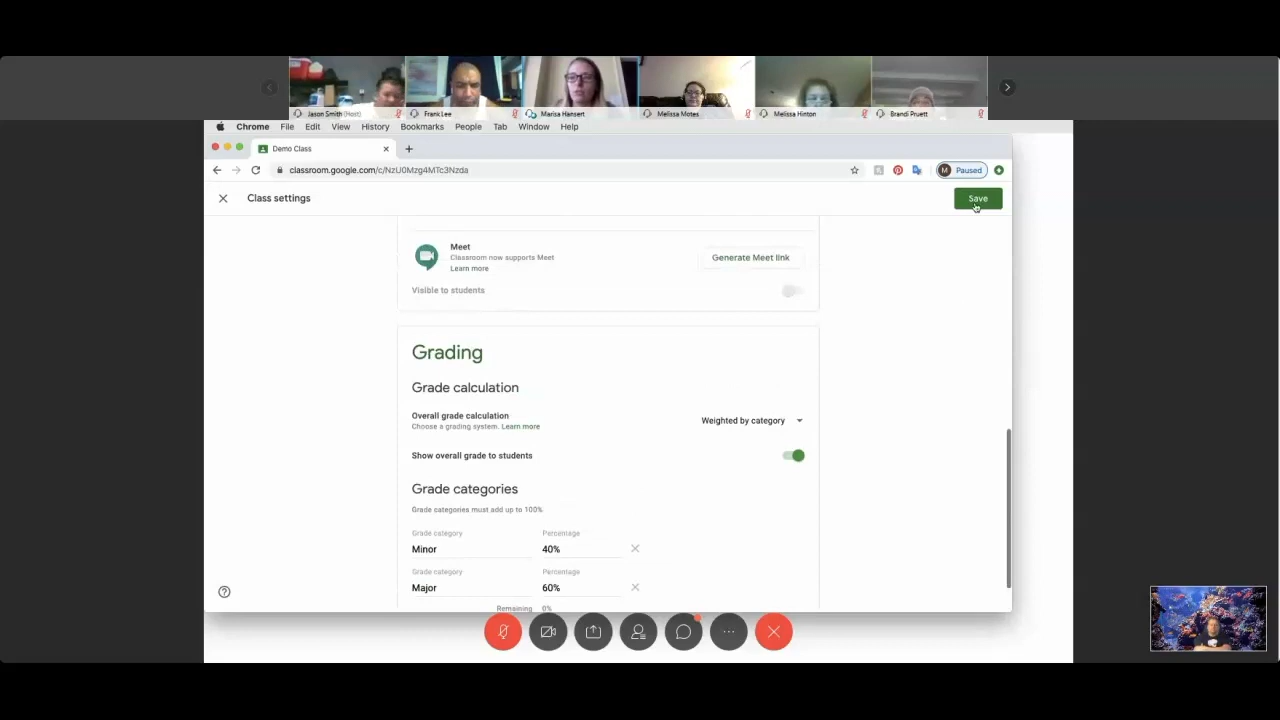 Jason Smith (Host)
Frank Lee
Marisa Hansert
Melissa Motes
Melissa Hinton
Brandi Pruett
Chrome File Edit View History Bookmarks People Tab Window Help
Demo Class
classroom.google.com/c/NzU0Mzg4MTc3Nzda
M Paused
Class settings
Save
Meet
Classroom now supports Meet
Learn more
Generate Meet link
Visible to students
Grading
Grade calculation
Overall grade calculation
Choose a grading system. Learn more
Weighted by category
Show overall grade to students
Grade categories
Grade categories must add up to 100%
Grade category Percentage
Minor 40%
Grade category Percentage
Major 60%
Remaining 0%